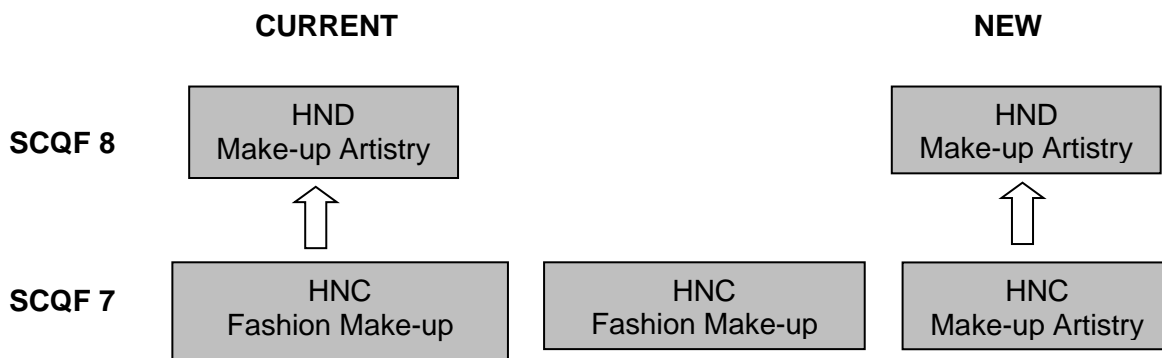 CURRENT NEW
SCQF 8
HND
Make-up Artistry
HND
Make-up Artistry
SCQF 7
HNC
Fashion Make-up
HNC
Fashion Make-up
HNC
Make-up Artistry